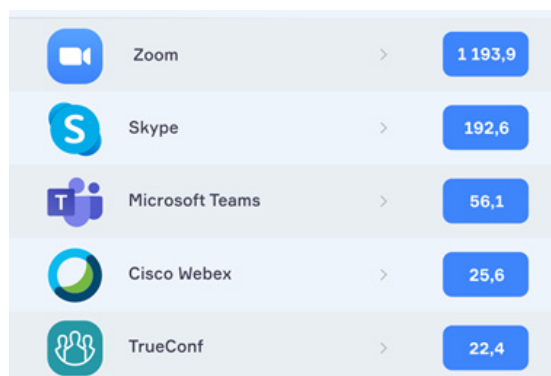 Zoom > 1 193,9
S Skype > 192,6
T Microsoft Teams > 56,1
Cisco Webex > 25,6
TrueConf > 22,4